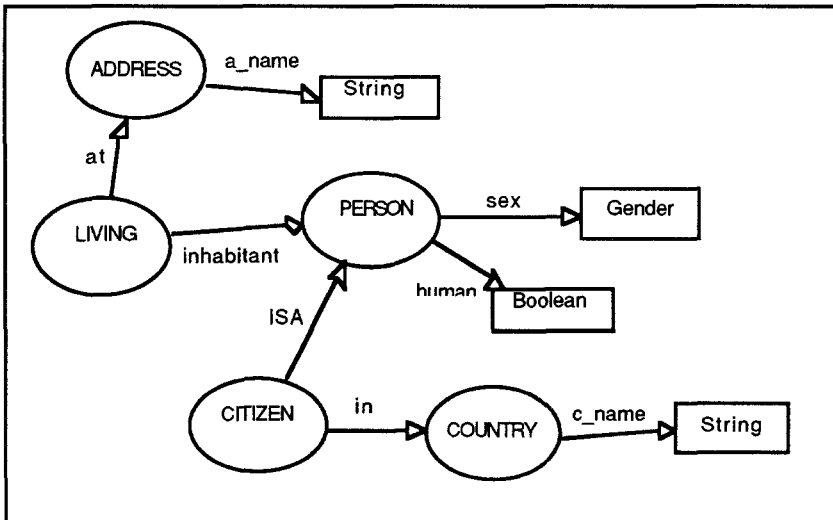 ADDRESS
a_name
String
at
LIVING
inhabitant
PERSON
sex
Gender
human
Boolean
ISA
CITIZEN
in
COUNTRY
c_name
String